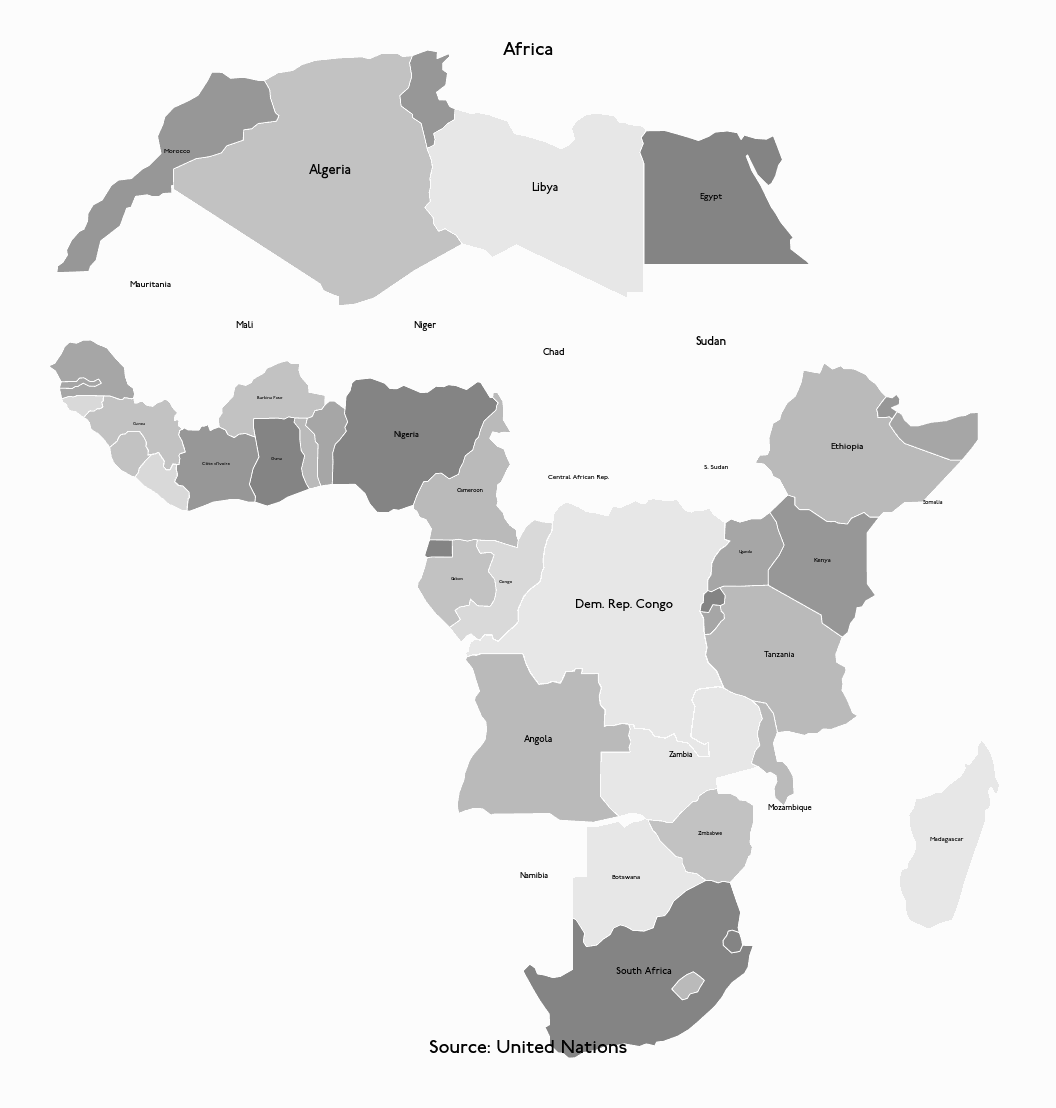 Africa
Morocco
Algeria
Libya
Egypt
Mauritania
Mali
Niger
Chad
Sudan
Burkina Faso
Guinea
Côte d'Ivoire
Ghana
Nigeria
Cameroon
Central African Rep.
S. Sudan
Ethiopia
Somalia
Gabon
Congo
Dem. Rep. Congo
Uganda
Kenya
Tanzania
Angola
Zambia
Mozambique
Zimbabwe
Madagascar
Namibia
Botswana
South Africa
Source: United Nations